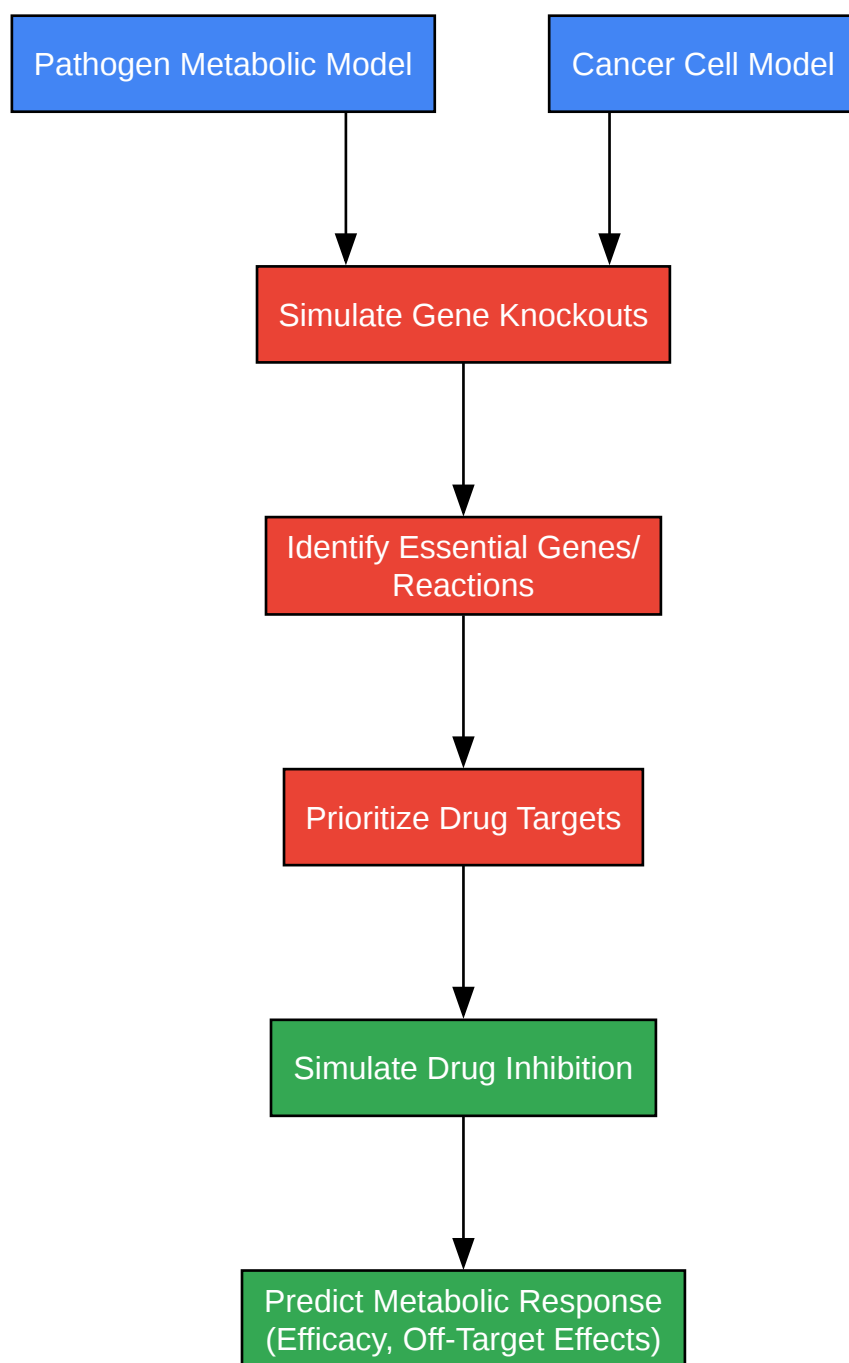 Pathogen Metabolic Model
Cancer Cell Model
Simulate Gene Knockouts
Identify Essential Genes/
Reactions
Prioritize Drug Targets
Simulate Drug Inhibition
Predict Metabolic Response
(Efficacy, Off-Target Effects)